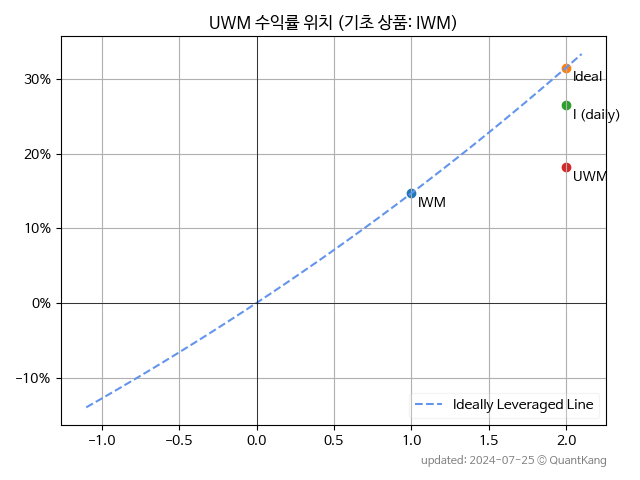 UWM 수익률 위치 (기초 상품: IWM)
30%
20%
10%
0%
−10%
Ideal
I (daily)
UWM
IWM
Ideally Leveraged Line
−1.0 −0.5 0.0 0.5 1.0 1.5 2.0
updated: 2024-07-25 © QuantKang